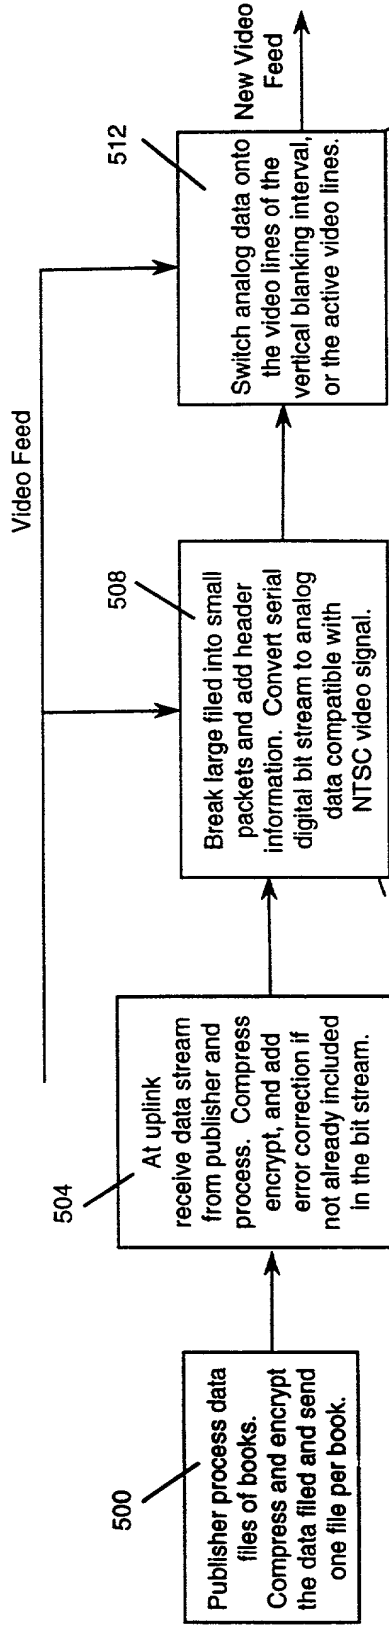 500
Publisher process data
files of books.
Compress and encrypt
the data filed and send
one file per book.
504
At uplink
receive data stream
from publisher and
process. Compress
encrypt, and add
error correction if
not already included
in the bit stream.
Video Feed
508
Break large filed into small
packets and add header
information. Convert serial
digital bit stream to analog
data compatible with
NTSC video signal.
512
Switch analog data onto
the video lines of the
vertical blanking interval,
or the active video lines.
New Video
Feed